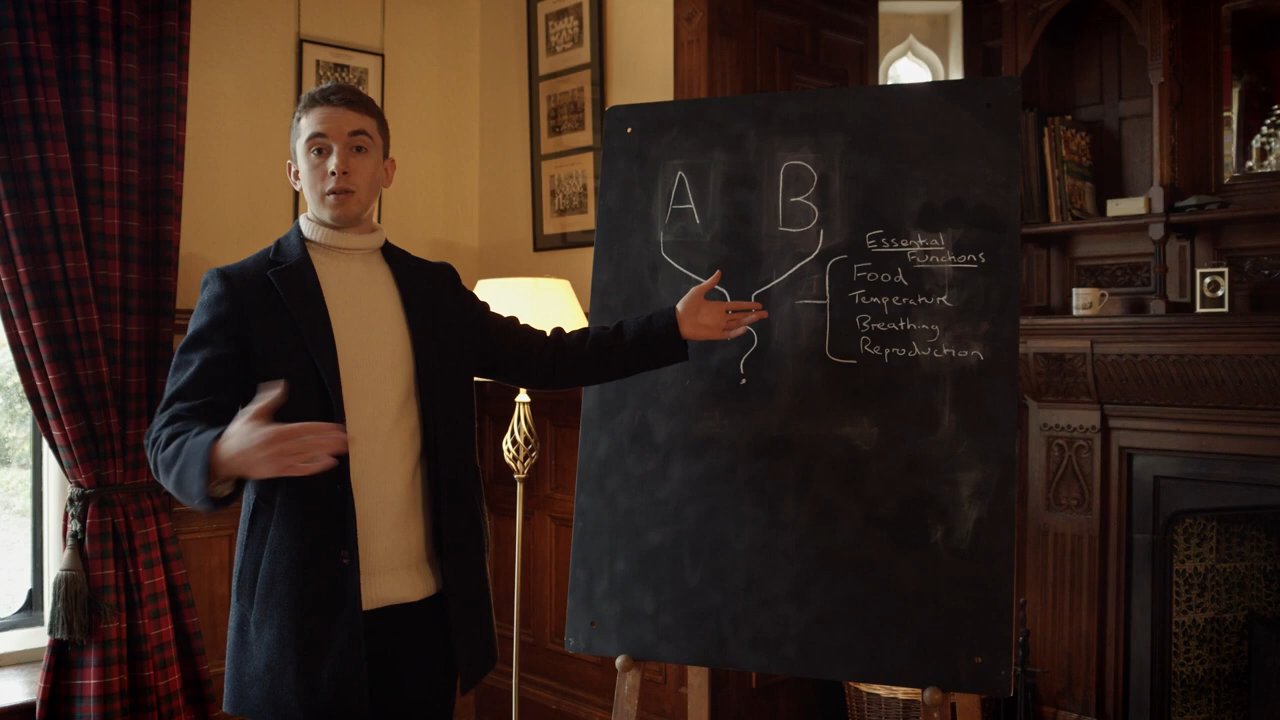 A B
Essential
Functions
Food
Temperature
Breathing
Reproduction
?